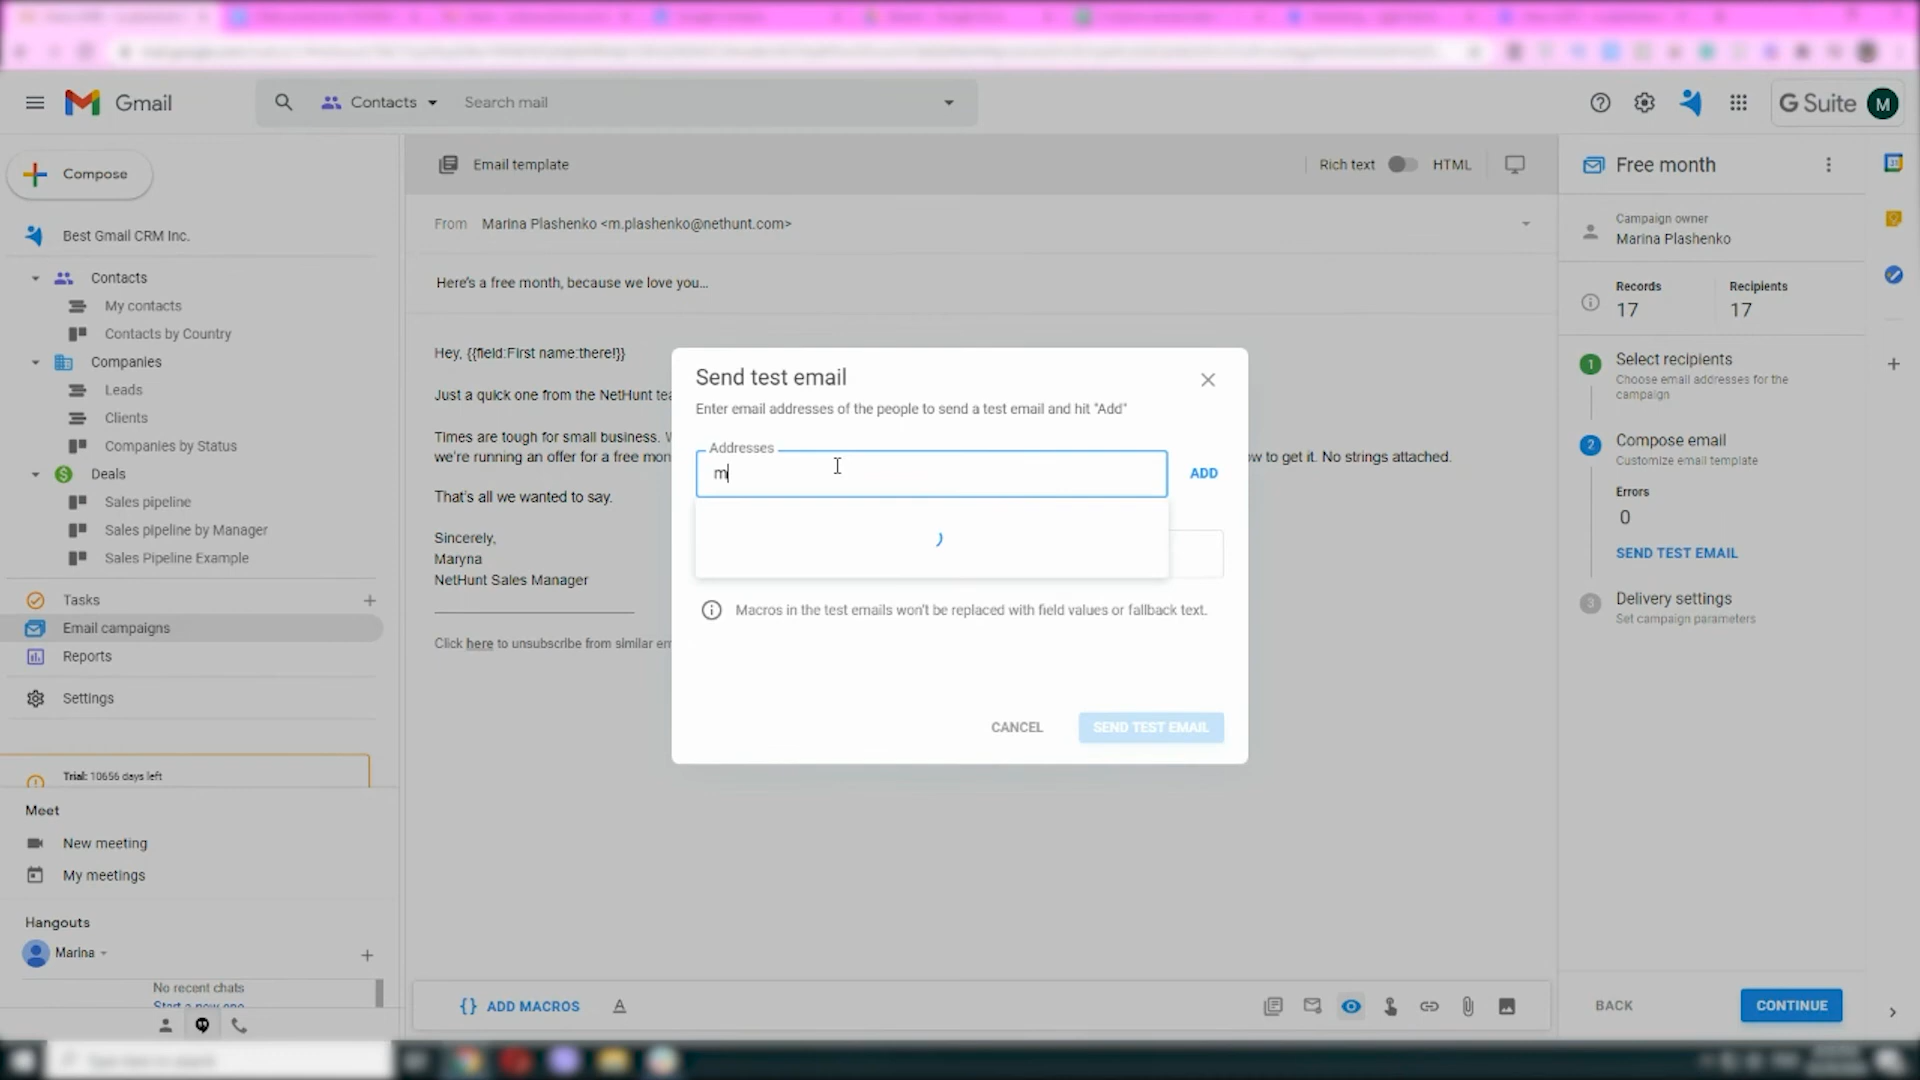 Gmail
Contacts
Search mail
G Suite
M
Compose
Best Gmail CRM Inc.
Contacts
My contacts
Contacts by Country
Companies
Leads
Clients
Companies by Status
Deals
Sales pipeline
Sales pipeline by Manager
Sales Pipeline Example
Tasks
Email campaigns
Reports
Settings
Trial: 10656 days left
Meet
New meeting
My meetings
Hangouts
Marina
No recent chats
Start a new one
Email template
Rich text
HTML
From Marina Plashenko <m.plashenko@nethunt.com>
Here's a free month, because we love you...
Hey, {{field:First name:there!}}
Just a quick one from the NetHunt
Times are tough for small business.
we're running an offer for a free
to get it. No strings attached.
That's all we wanted to say.
Sincerely,
Maryna
NetHunt Sales Manager
Click here to unsubscribe from similar
Send test email
Enter email addresses of the people to send a test email and hit "Add"
Addresses
m
ADD
Macros in the test emails won't be replaced with field values or fallback text.
CANCEL
SEND TEST EMAIL
{} ADD MACROS
A
Free month
Campaign owner
Marina Plashenko
Records
17
Recipients
17
1 Select recipients
Choose email addresses for the
campaign
2 Compose email
Customize email template
Errors
0
SEND TEST EMAIL
3 Delivery settings
Set campaign parameters
BACK
CONTINUE